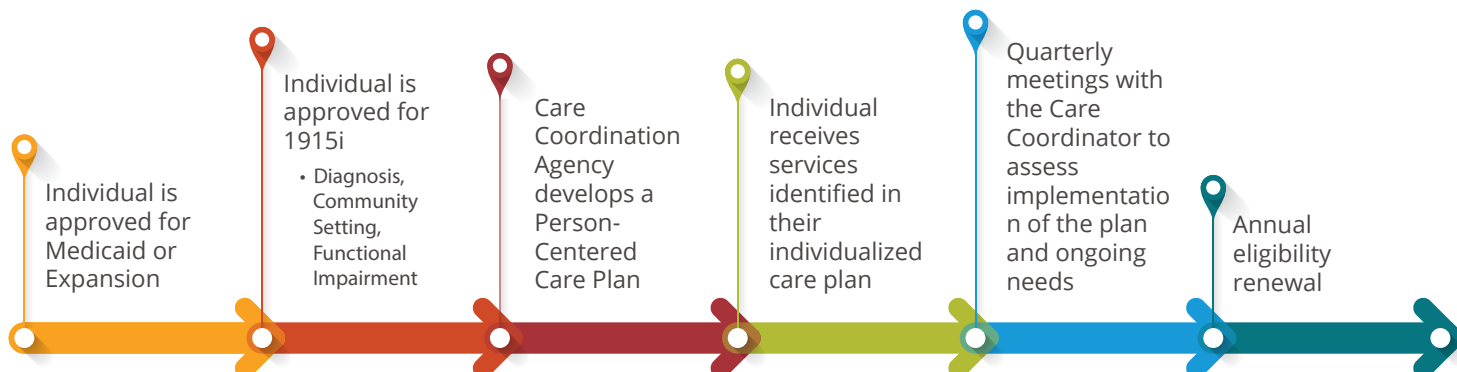 Individual is
approved for
Medicaid or
Expansion
Individual is
approved for
1915i
• Diagnosis,
Community
Setting,
Functional
Impairment
Care
Coordination
Agency
develops a
Person-
Centered
Care Plan
Individual
receives
services
identified in
their
individualized
care plan
Quarterly
meetings with
the Care
Coordinator to
assess
implementatio
n of the plan
and ongoing
needs
Annual
eligibility
renewal